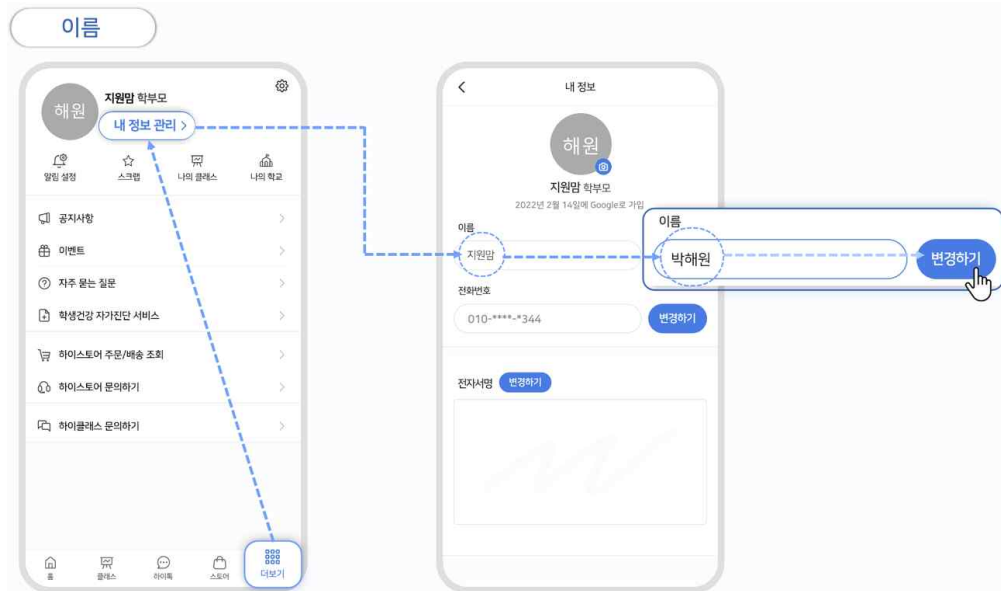 이름
해원
지원맘 학부모
내 정보 관리 >
알림 설정
스크랩
나의 클래스
나의 학교
공지사항
이벤트
자주 묻는 질문
학생건강 자가진단 서비스
하이스토어 주문/배송 조회
하이스토어 문의하기
하이클래스 문의하기
홈
클래스
하이톡
스토어
더보기
내 정보
해원
지원맘 학부모
2022년 2월 14일에 Google로 가입
이름
지원맘
이름
박해원
변경하기
전화번호
010-****-*344
변경하기
전자서명
변경하기